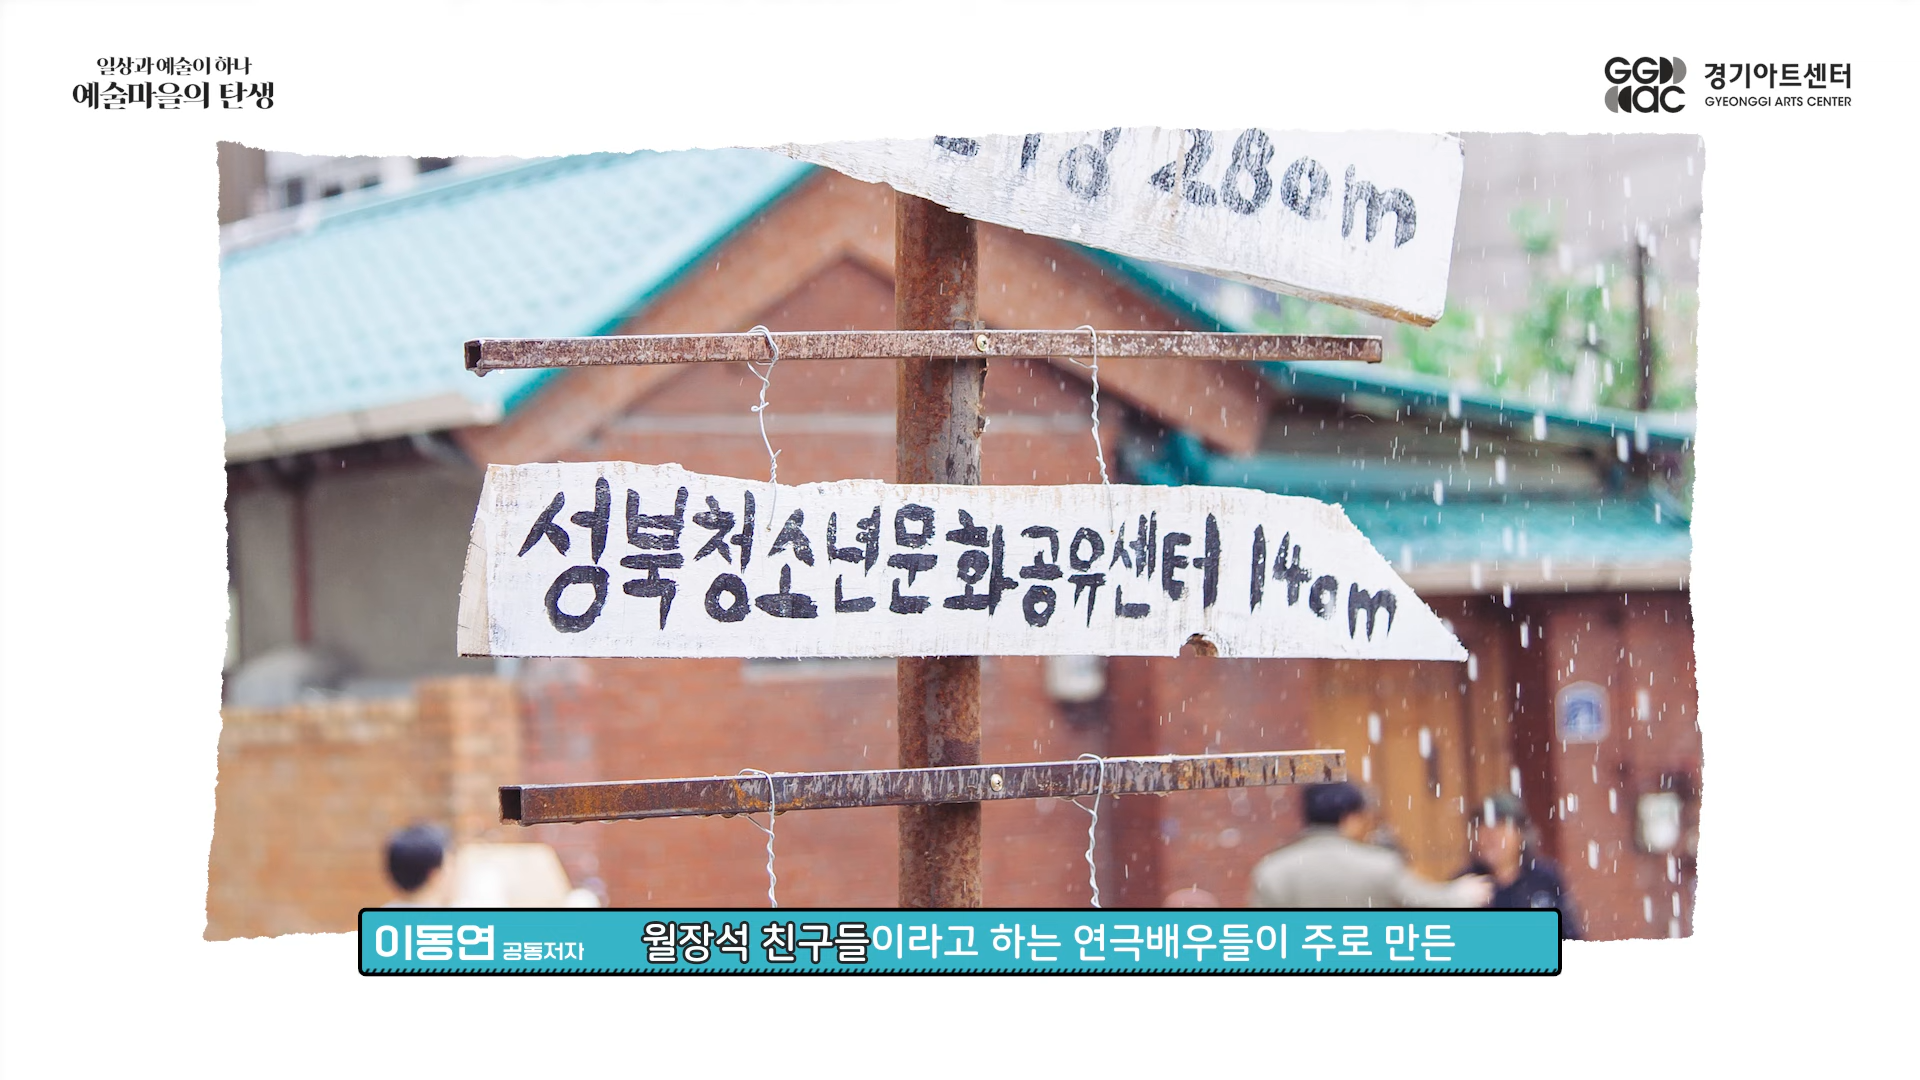 일상과 예술이 하나
예술마을의 탄생
GGac 경기아트센터
GYEONGGI ARTS CENTER
280m
성북청소년문화공유센터 140m
이동연 공동저자 월장석 친구들이라고 하는 연극배우들이 주로 만든